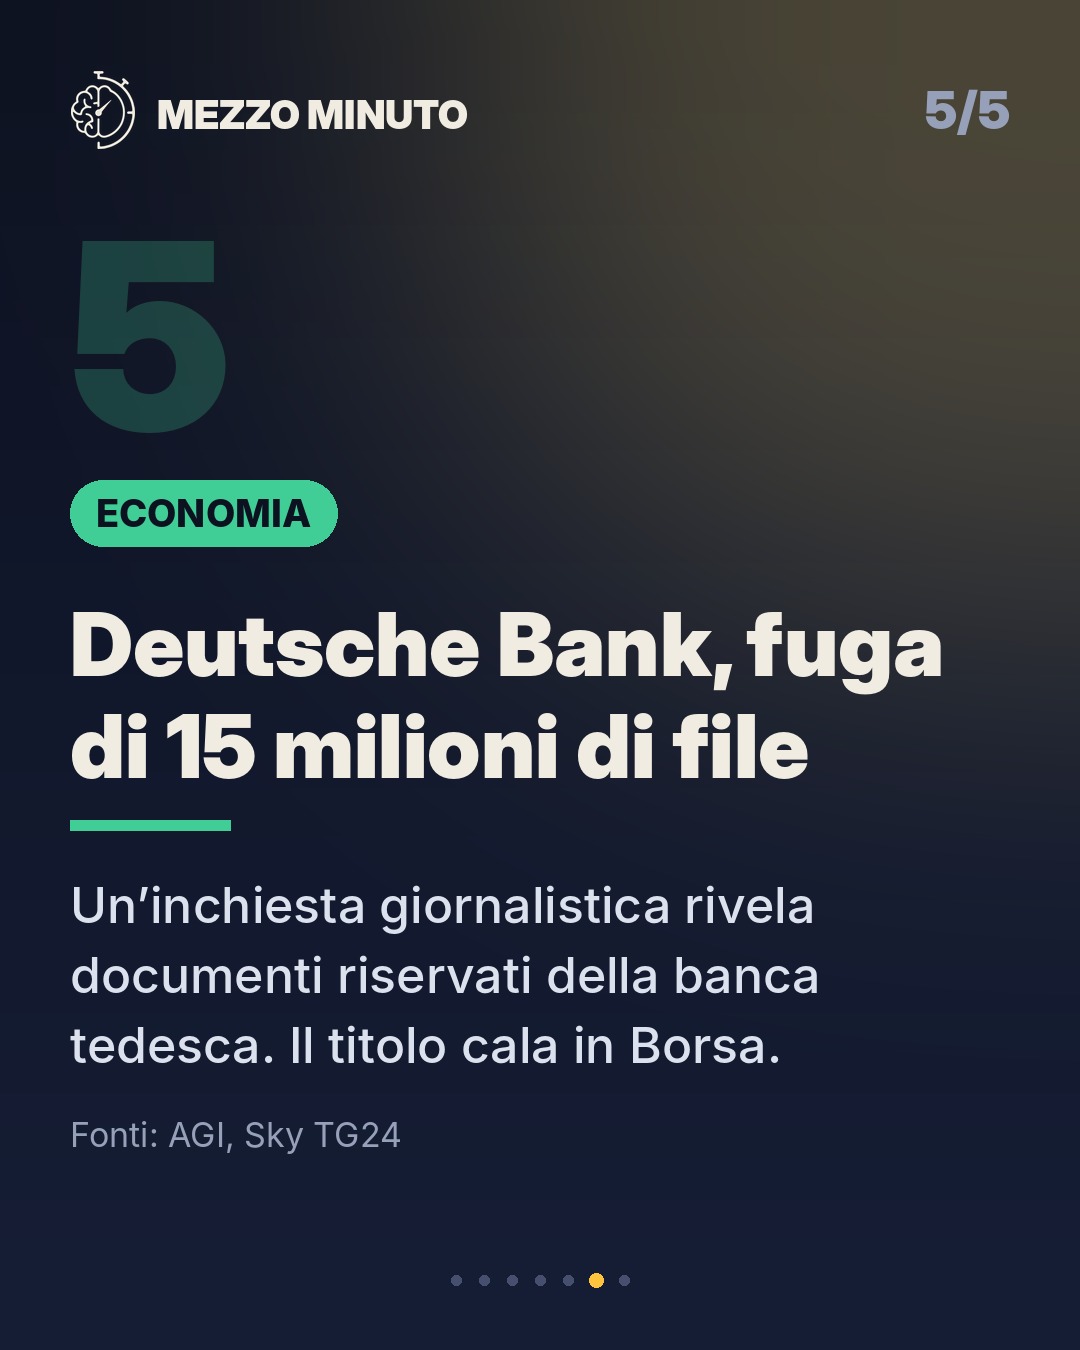 MEZZO MINUTO
5/5
5
ECONOMIA
Deutsche Bank, fuga
di 15 milioni di file
Un’inchiesta giornalistica rivela
documenti riservati della banca
tedesca. Il titolo cala in Borsa.
Fonti: AGI, Sky TG24